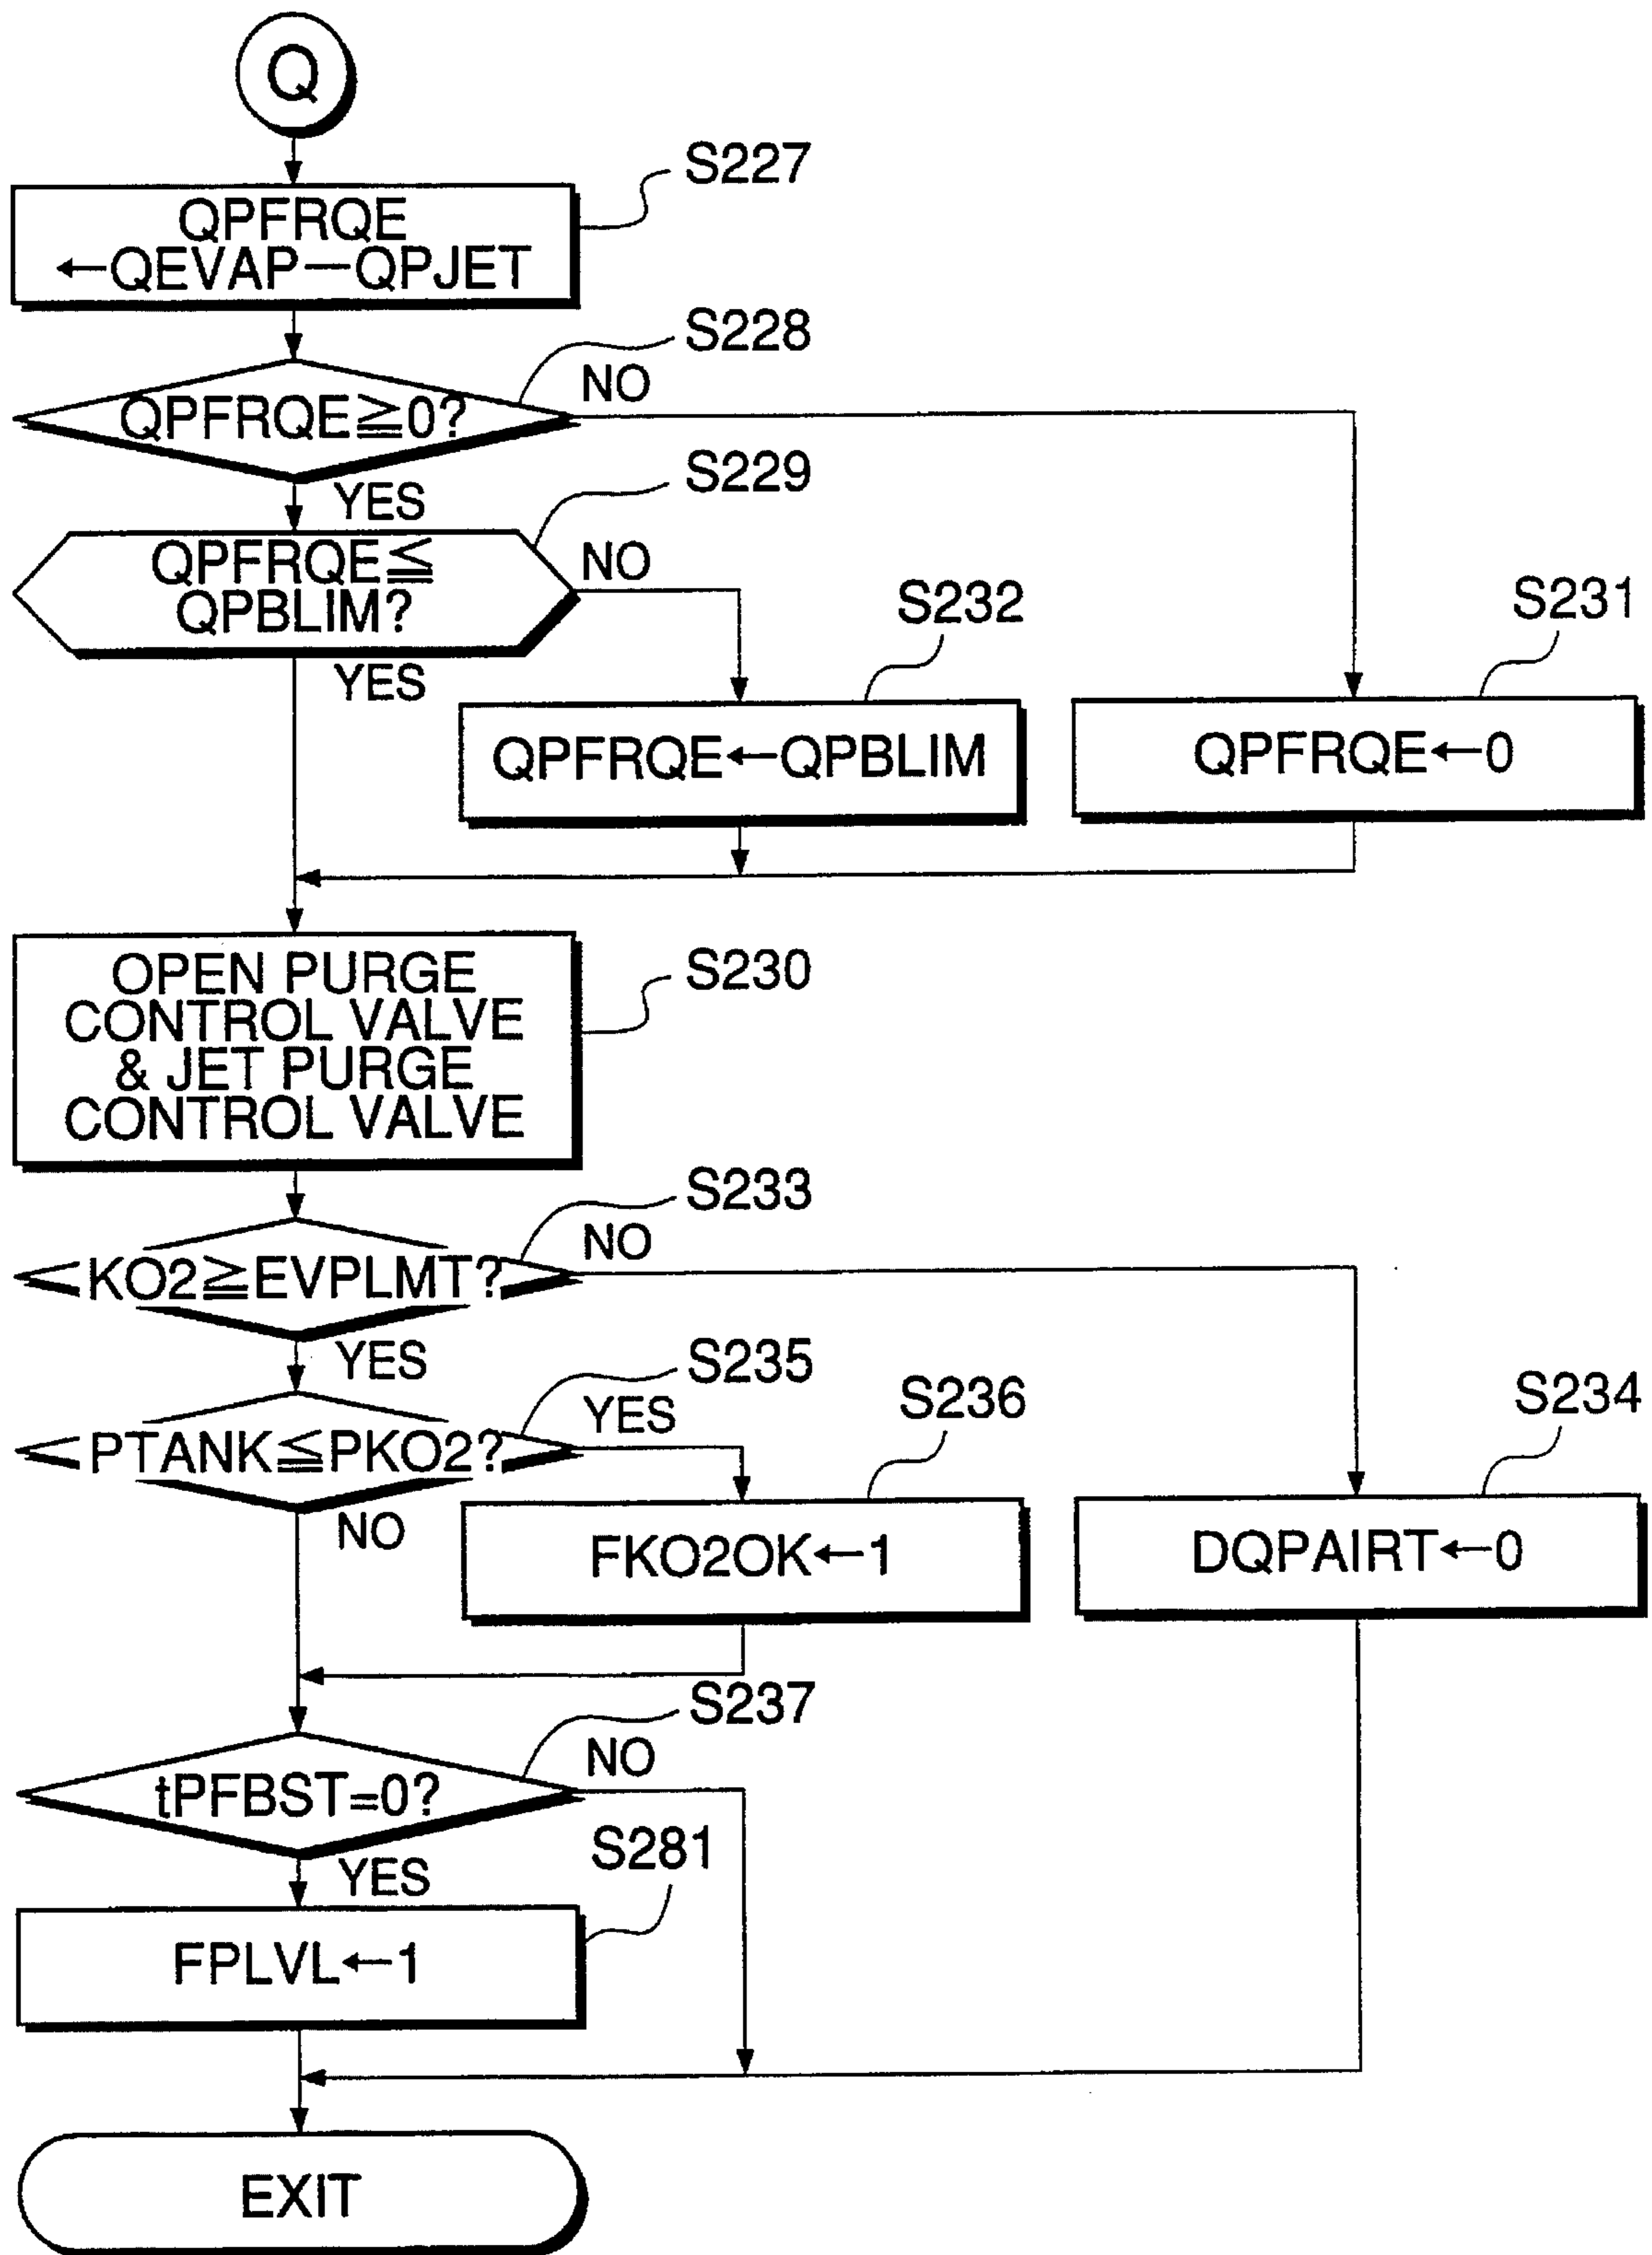 Q
S227
QPFRQE
←QEVAP—QPJET
S228
QPFRQE≧0?
NO
YES
S229
QPFRQE≦
QPBLIM?
NO
YES
S232
QPFRQE←QPBLIM
S231
QPFRQE←0
S230
OPEN PURGE
CONTROL VALVE
& JET PURGE
CONTROL VALVE
S233
KO2≧EVPLMT?
NO
YES
S235
PTANK≦PKO2?
YES
NO
S236
FKO2OK←1
S234
DQPAIRT←0
S237
tPFBST=0?
NO
YES
S281
FPLVL←1
EXIT